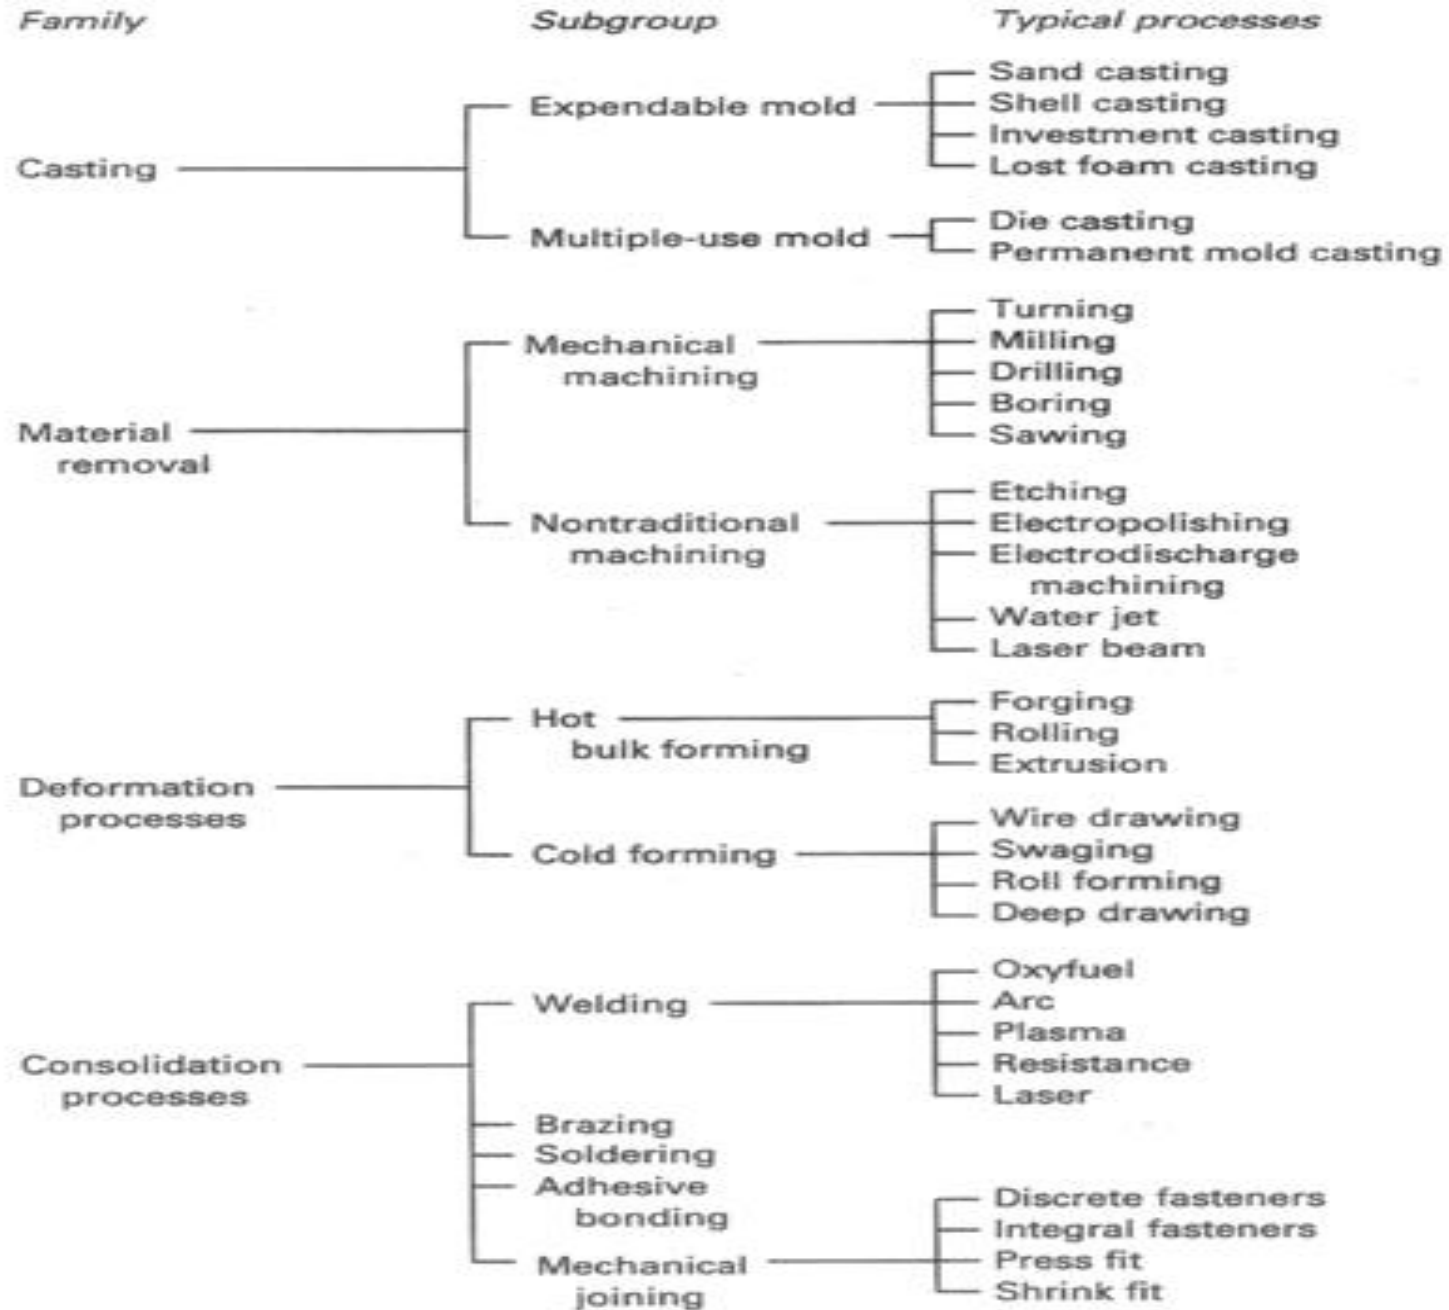 Family Subgroup Typical processes
Sand casting
Expendable mold Shell casting
Investment casting
Casting Lost foam casting
Die casting
Multiple-use mold
Permanent mold casting
Turning
Mechanical Milling
machining Drilling
Boring
Material Sawing
removal
Etching
Nontraditional Electropolishing
machining Electrodischarge
machining
Water jet
Laser beam
Forging
Hot Rolling
bulk forming Extrusion
Deformation
processes Wire drawing
Cold forming Swaging
Roll forming
Deep drawing
Oxyfuel
Welding Arc
Plasma
Consolidation Resistance
processes Laser
Brazing
Soldering
Adhesive Discrete fasteners
bonding Integral fasteners
Mechanical Press fit
joining Shrink fit